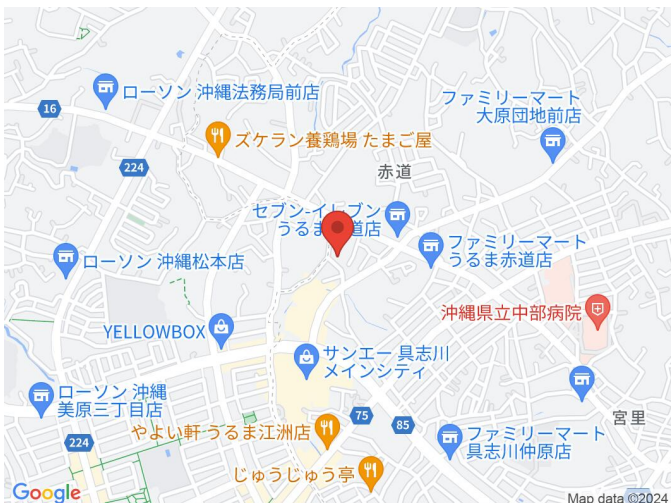 ローソン 沖縄法務局前店
ファミリーマート
大原団地前店
16
ズケラン養鶏場 たまご屋
224
赤道
セブン-イレブン
うるま赤道店
ファミリーマート
うるま赤道店
ローソン 沖縄松本店
沖縄県立中部病院
YELLOWBOX
サンエー 具志川
メインシティ
ローソン 沖縄
美原三丁目店
75
85
宮里
やよい軒 うるま江洲店
ファミリーマート
具志川仲原店
224
じゅうじゅう亭
Google
Map data ©2024